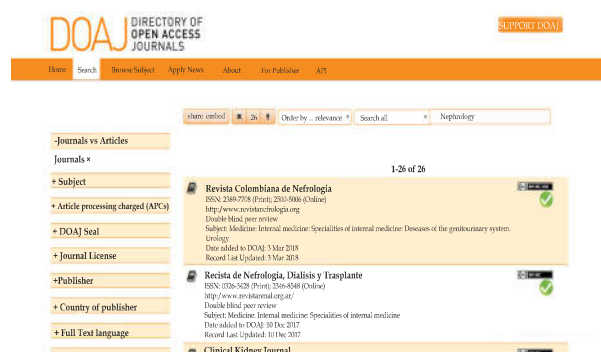 DOAJ
DIRECTORY OF
OPEN ACCESS
JOURNALS
SUPPORT DOAJ
Home Search Browse Subject Apply News About For Publisher API
share embed 26 Order by ... relevance Search all Nephrology
-Journals vs Articles
Journals ×
1-26 of 26
+ Subject
+ Article processing charged (APCs)
+ DOAJ Seal
+ Journal License
+Publisher
+ Country of publisher
+ Full Text language
Revista Colombiana de Nefrologia
ISSN: 2389-7708 (Print); 2500-5006 (Online)
http:/www.revistanefrologia.org
Double blind peer review
Subject: Medicine: Internal medicine: Specialities of internal medicine: Deseases of the genitourinary system.
Urology
Date added to DOAJ: 3 Mar 2018
Record Last Updated: 3 Mar 2018
Recista de Nefrologia, Dialisis y Trasplante
ISSN: 0326-3428 (Print); 2346-8548 (Online)
http:/www.revistarenal.org.ar/
Double blind peer review
Subject: Medicine: Internal medicine: Specialities of internal medicine
Date added to DOAJ: 10 Dec 2017
Record Last Updated: 10 Dec 2017
Clinical Kidney Journal